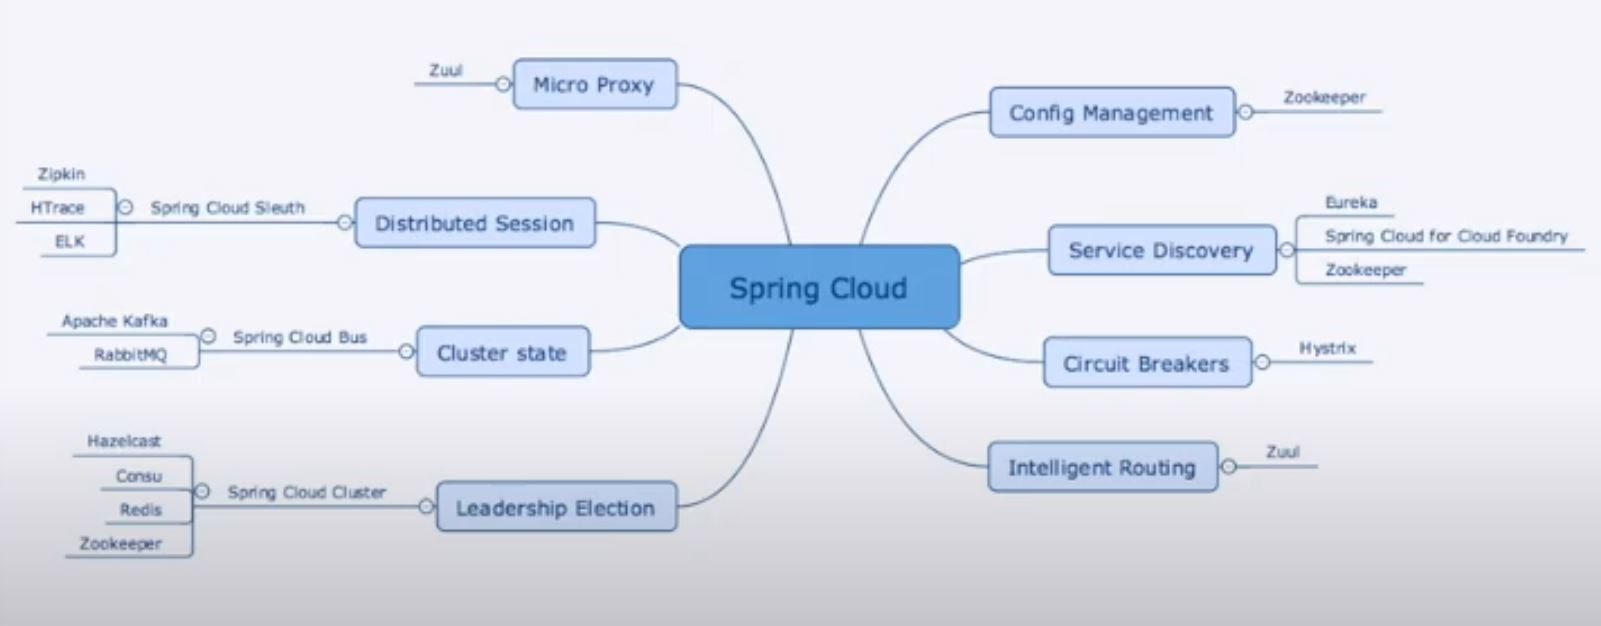 Zuul
Micro Proxy
Config Management
Zookeeper
Zipkin
HTrace
ELK
Spring Cloud Sleuth
Distributed Session
Service Discovery
Eureka
Spring Cloud for Cloud Foundry
Zookeeper
Spring Cloud
Apache Kafka
RabbitMQ
Spring Cloud Bus
Cluster state
Circuit Breakers
Hystrix
Hazelcast
Consu
Redis
Zookeeper
Spring Cloud Cluster
Leadership Election
Intelligent Routing
Zuul